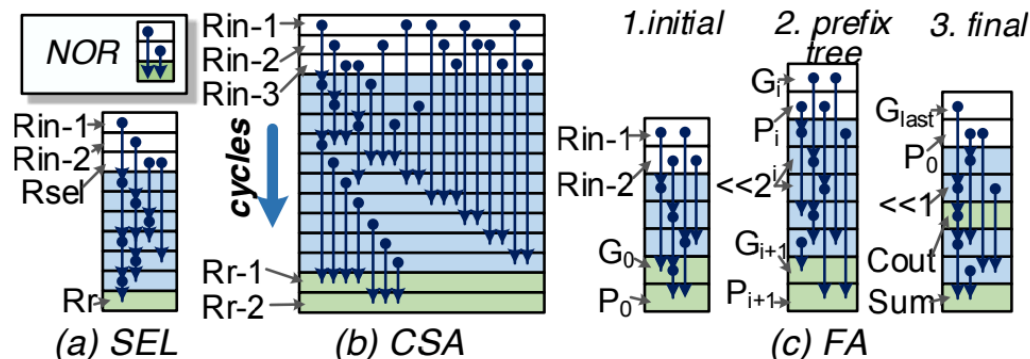 NOR
Rin-1
Rin-2
Rsel
Rr
(a) SEL
Rin-1
Rin-2
Rin-3
cycles
Rr-1
Rr-2
(b) CSA
1.initial
Rin-1
Rin-2
G₀
P₀
2. prefix
tree
Gᵢ
Pᵢ
<<2ⁱ
Gᵢ₊₁
Pᵢ₊₁
3. final
G_last
P₀
<<1
Cout
Sum
(c) FA